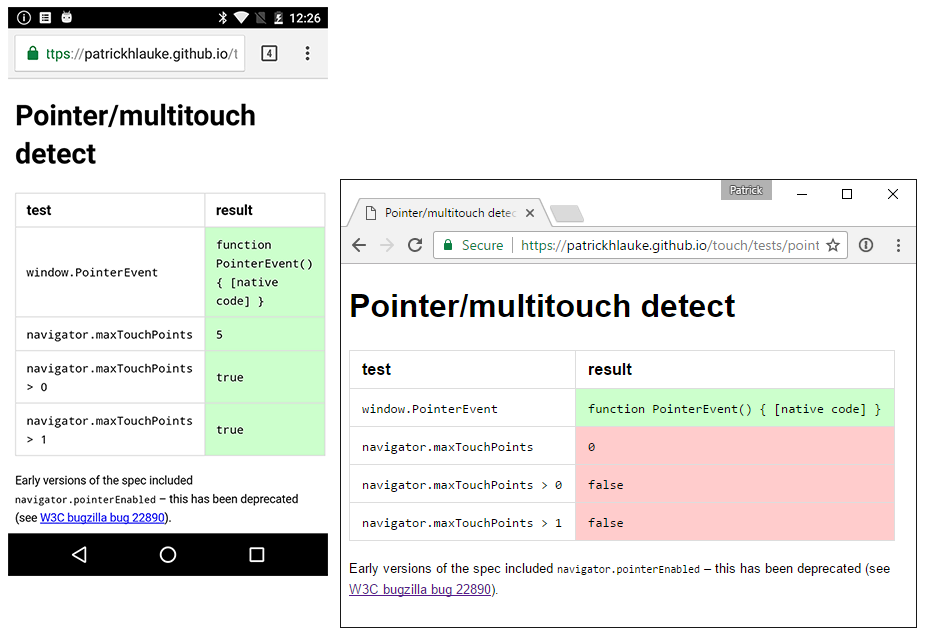 12:26
ttps://patrickhlauke.github.io/t
4
Pointer/multitouch
detect
test result
window.PointerEvent function
PointerEvent()
{ [native
code] }
navigator.maxTouchPoints 5
navigator.maxTouchPoints
> 0 true
navigator.maxTouchPoints
> 1 true
Early versions of the spec included
navigator.pointerEnabled – this has been deprecated
(see W3C bugzilla bug 22890).
Patrick
Pointer/multitouch detec
Secure https://patrickhlauke.github.io/touch/tests/point
Pointer/multitouch detect
test result
window.PointerEvent function PointerEvent() { [native code] }
navigator.maxTouchPoints 0
navigator.maxTouchPoints > 0 false
navigator.maxTouchPoints > 1 false
Early versions of the spec included navigator.pointerEnabled – this has been deprecated (see
W3C bugzilla bug 22890).